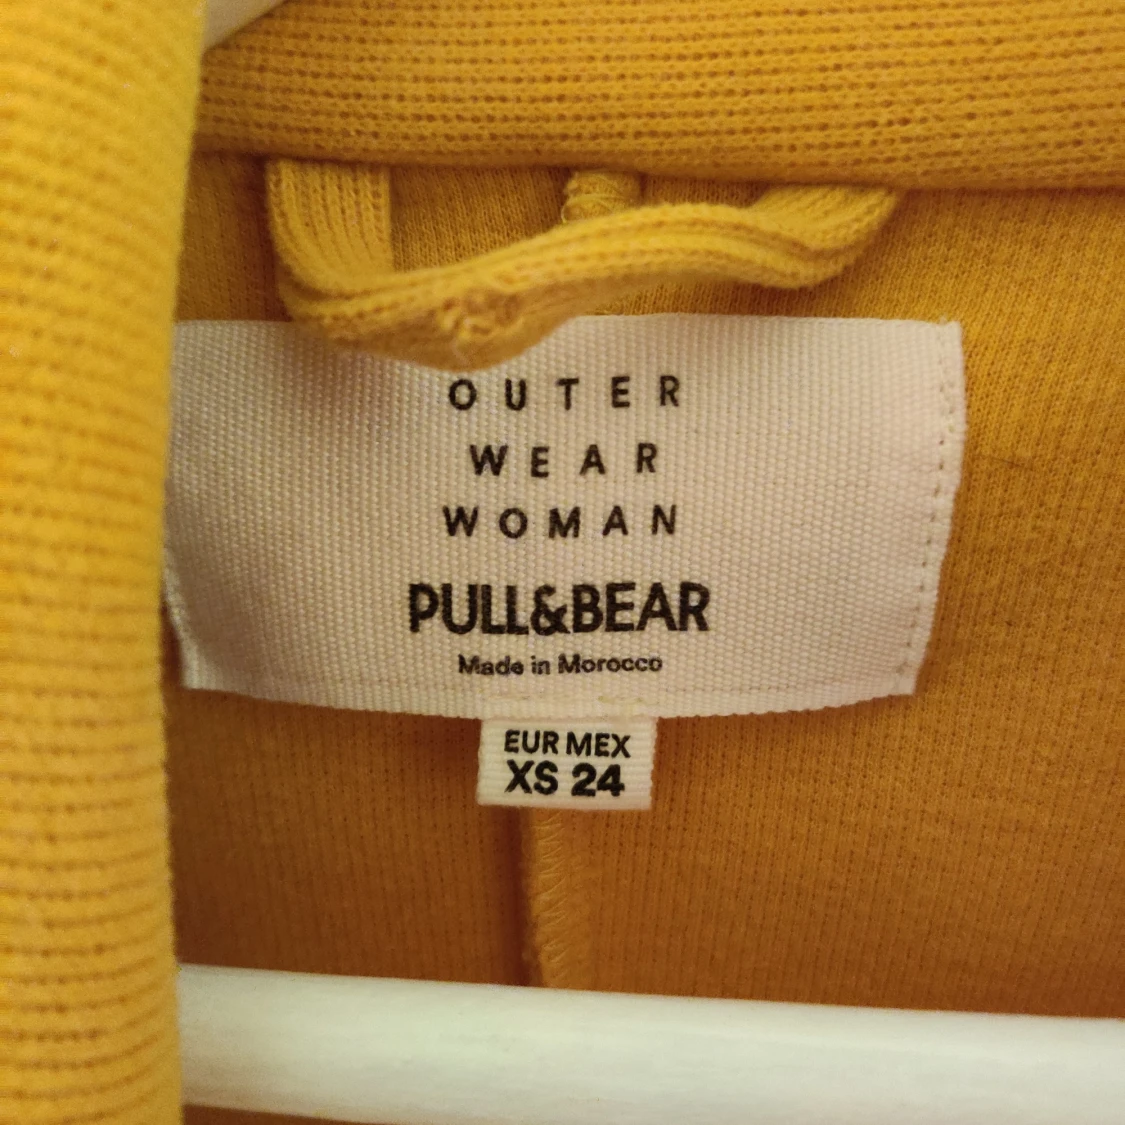 OUTER
WEAR
WOMAN
PULL&BEAR
Made in Morocco
EUR MEX
XS 24